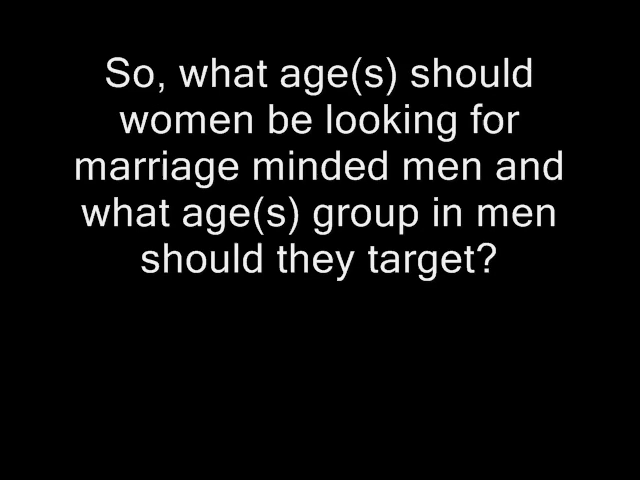 So, what age(s) should
women be looking for
marriage minded men and
what age(s) group in men
should they target?